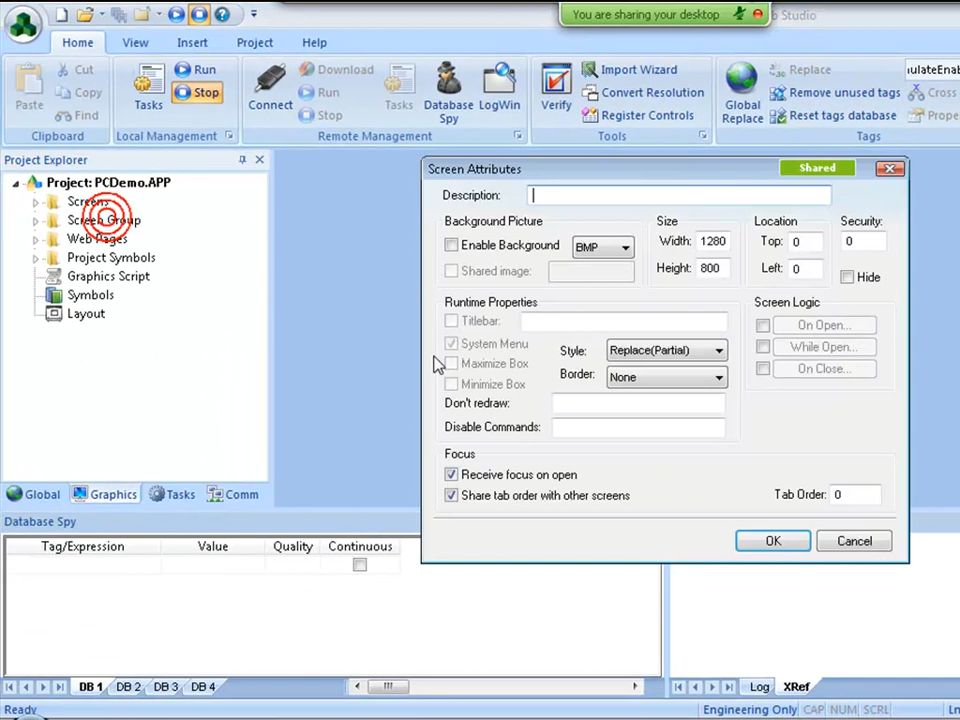 You are sharing your desktop
b Studio
Home View Insert Project Help
Paste
Cut
Copy
Find
Clipboard
Tasks
Run
Stop
Local Management
Connect
Download
Run
Stop
Tasks
Database
Spy
LogWin
Remote Management
Verify
Import Wizard
Convert Resolution
Register Controls
Tools
Global
Replace
Replace
Remove unused tags
Reset tags database
ulateEnab
Cross
Prope
Tags
Project Explorer
Project: PCDemo.APP
Screens
Screen Group
Web Pages
Project Symbols
Graphics Script
Symbols
Layout
Global Graphics Tasks Comm
Screen Attributes
Shared
Description:
Background Picture
Enable Background BMP
Shared image:
Size
Width: 1280
Height: 800
Location
Top: 0
Left: 0
Security:
0
Hide
Runtime Properties
Titlebar:
System Menu
Maximize Box
Minimize Box
Style: Replace(Partial)
Border: None
Don't redraw:
Disable Commands:
Screen Logic
On Open...
While Open...
On Close...
Focus
Receive focus on open
Share tab order with other screens
Tab Order: 0
OK Cancel
Database Spy
Tag/Expression Value Quality Continuous
DB 1 DB 2 DB 3 DB 4
Log XRef
Ready
Engineering Only CAP NUM SCRL Ln